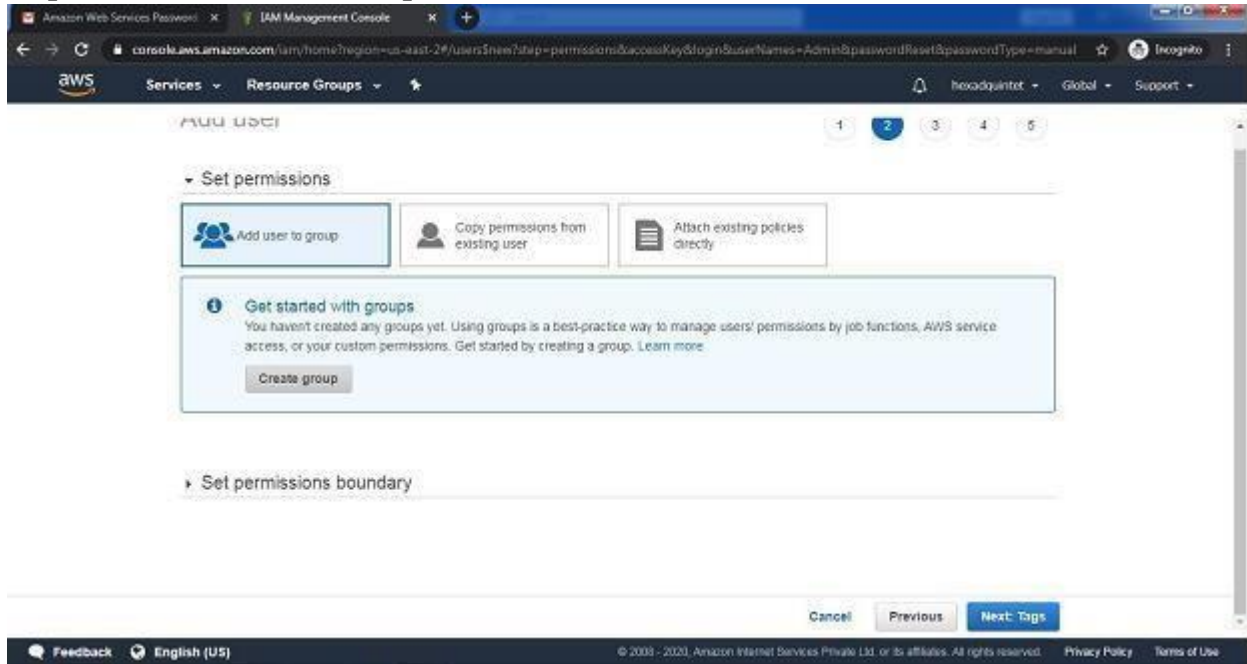 Amazon Web Services Password
IAM Management Console
console.aws.amazon.com/iam/home?region=us-east-2#/users$new?step=permissions&accessKey&login&userNames=Admin&passwordReset&passwordType=manual
Incognito
aws
Services
Resource Groups
hexadquintet
Global
Support
Add user
1 2 3 4 5
Set permissions
Add user to group
Copy permissions from
existing user
Attach existing policies
directly
Get started with groups
You haven't created any groups yet. Using groups is a best-practice way to manage users' permissions by job functions, AWS service
access, or your custom permissions. Get started by creating a group. Learn more
Create group
Set permissions boundary
Cancel
Previous
Next: Tags
Feedback
English (US)
© 2008 - 2020, Amazon Internet Services Private Ltd. or its affiliates. All rights reserved.
Privacy Policy
Terms of Use